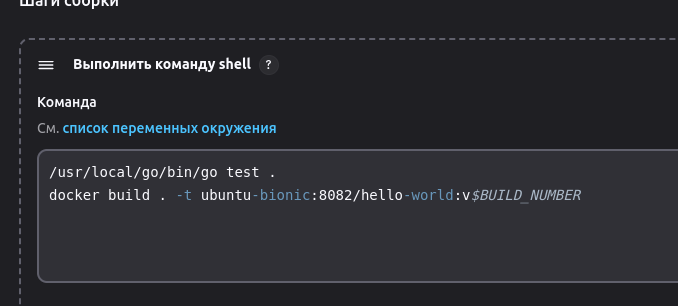 Шаги сборки
Выполнить команду shell ?
Команда
См. список переменных окружения
/usr/local/go/bin/go test .
docker build . -t ubuntu-bionic:8082/hello-world:v$BUILD_NUMBER